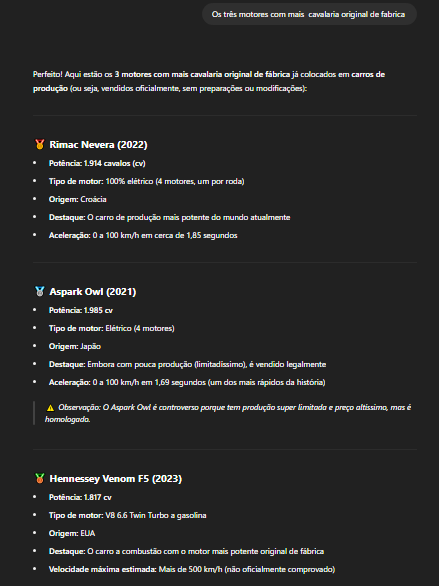 Os três motores com mais cavalaria original de fabrica
Perfeito! Aqui estão os 3 motores com mais cavalaria original de fábrica já colocados em carros de
produção (ou seja, vendidos oficialmente, sem preparações ou modificações):
🥇 Rimac Nevera (2022)
• Potência: 1.914 cavalos (cv)
• Tipo de motor: 100% elétrico (4 motores, um por roda)
• Origem: Croácia
• Destaque: O carro de produção mais potente do mundo atualmente
• Aceleração: 0 a 100 km/h em cerca de 1,85 segundos
🥈 Aspark Owl (2021)
• Potência: 1.985 cv
• Tipo de motor: Elétrico (4 motores)
• Origem: Japão
• Destaque: Embora com pouca produção (limitadíssimo), é vendido legalmente
• Aceleração: 0 a 100 km/h em 1,69 segundos (um dos mais rápidos da história)
⚠️ Observação: O Aspark Owl é controverso porque tem produção super limitada e preço altíssimo, mas é
homologado.
🥉 Hennessey Venom F5 (2023)
• Potência: 1.817 cv
• Tipo de motor: V8 6.6 Twin Turbo a gasolina
• Origem: EUA
• Destaque: O carro a combustão com o motor mais potente original de fábrica
• Velocidade máxima estimada: Mais de 500 km/h (não oficialmente comprovado)